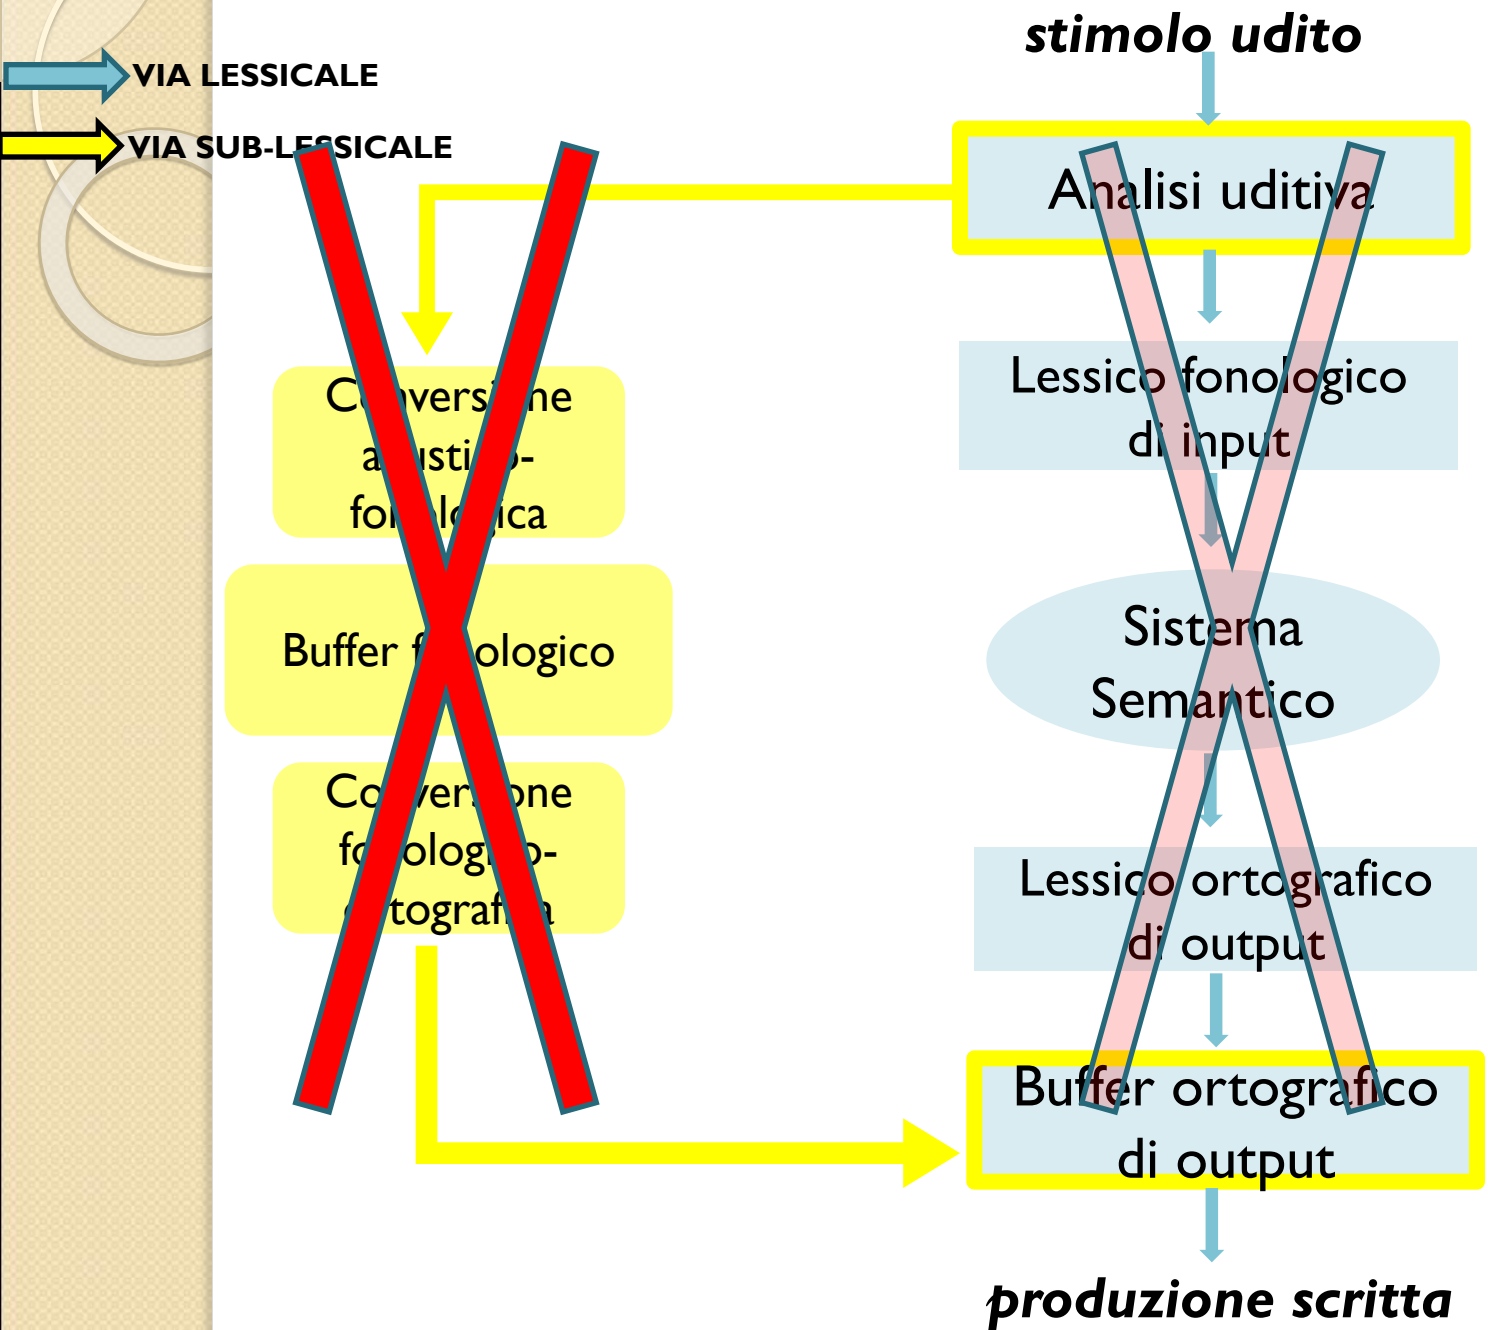 stimolo udito
VIA LESSICALE
VIA SUB-LESSICALE
Analisi uditiva
Lessico fonologico
di input
Sistema
Semantico
Lessico ortografico
di output
Buffer ortografico
di output
produzione scritta
Conversione
acustico-
fonologica
Buffer fonologico
Conversione
fonologico-
ortografica